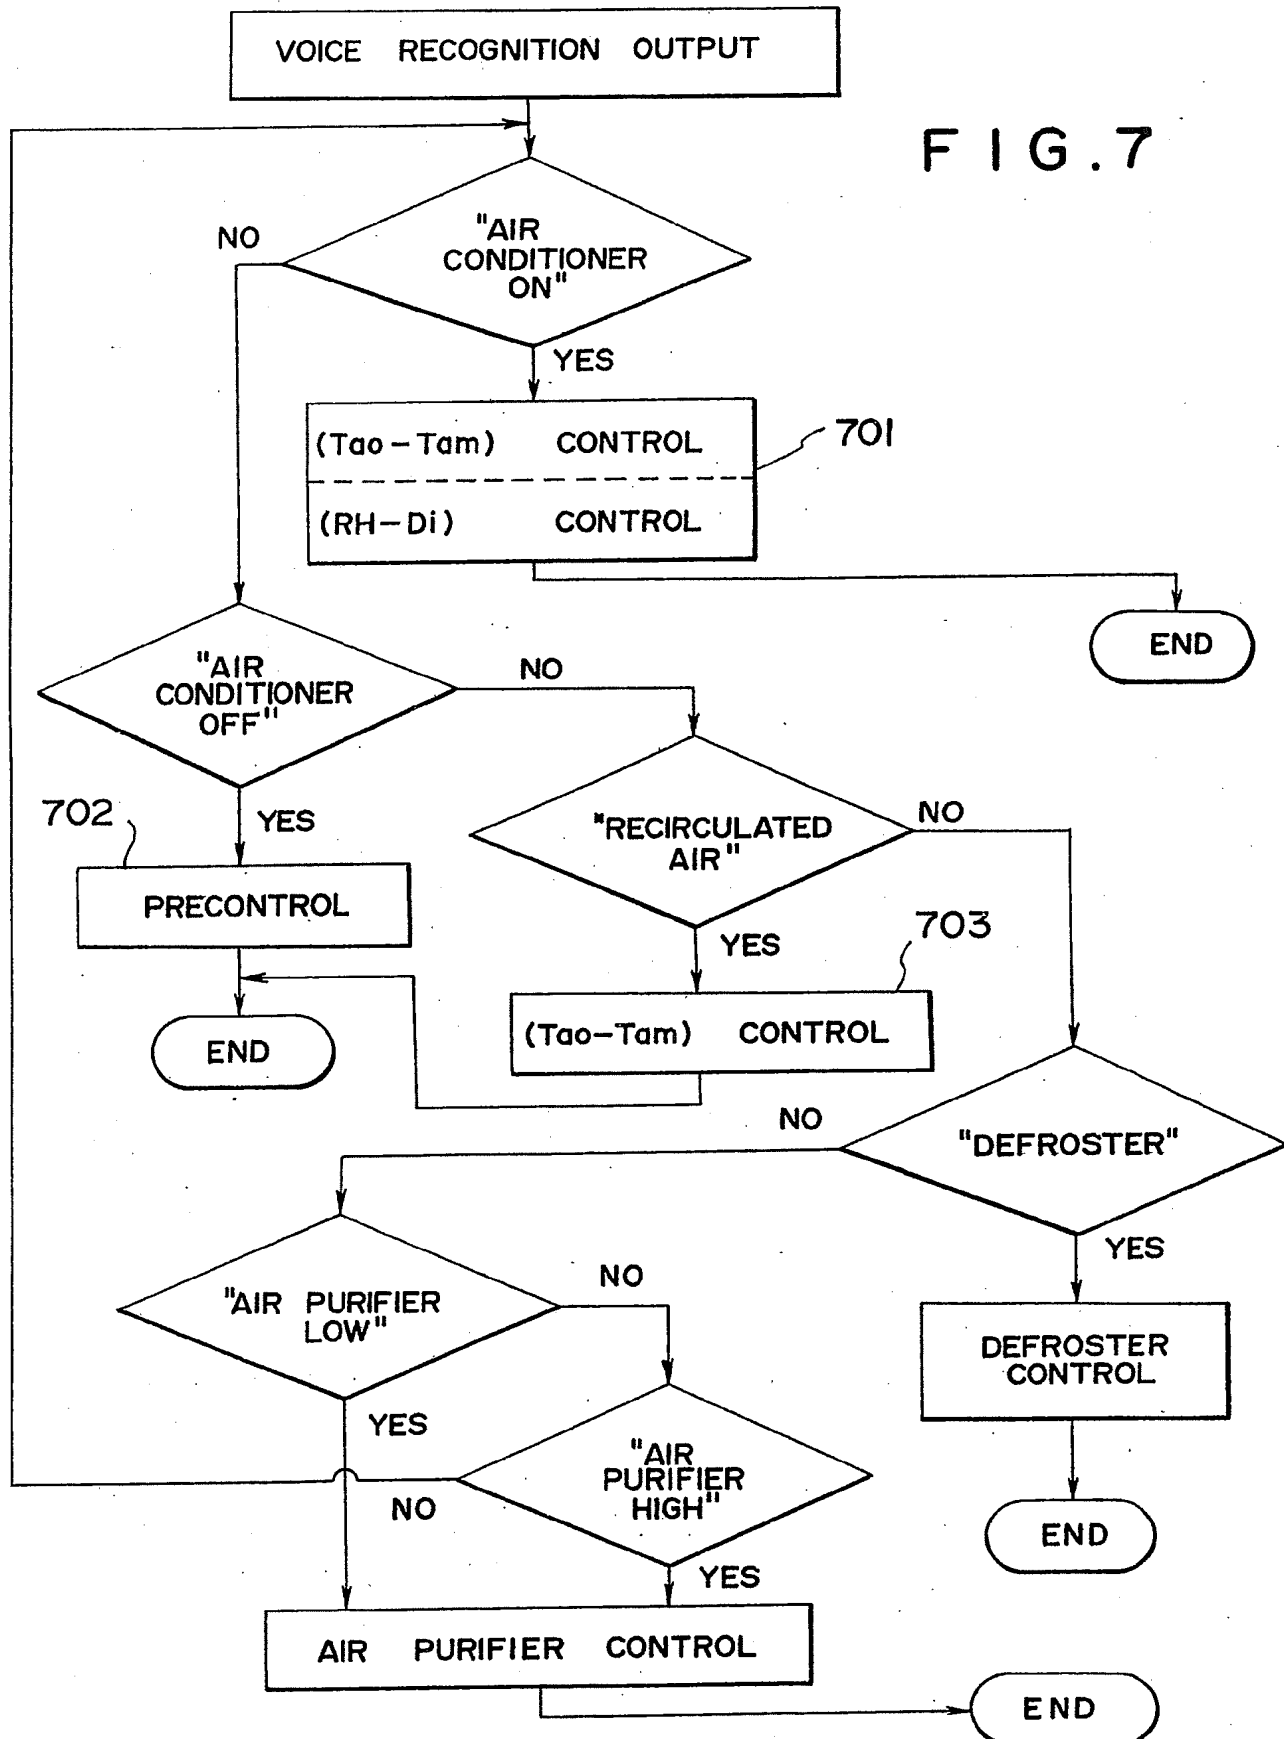 VOICE RECOGNITION OUTPUT
FIG.7
"AIR
CONDITIONER
ON"
NO
YES
(Tao-Tam) CONTROL
701
(RH-Di) CONTROL
END
"AIR
CONDITIONER
OFF"
NO
YES
702
PRECONTROL
END
"RECIRCULATED
AIR"
NO
YES
703
(Tao-Tam) CONTROL
"DEFROSTER"
NO
YES
DEFROSTER
CONTROL
END
"AIR PURIFIER
LOW"
NO
YES
"AIR
PURIFIER
HIGH"
NO
YES
AIR PURIFIER CONTROL
END